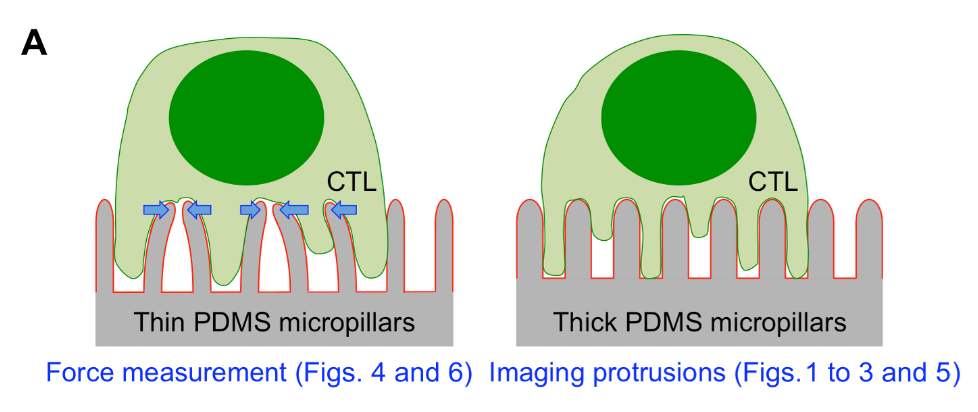 A
CTL
CTL
Thin PDMS micropillars
Thick PDMS micropillars
Force measurement (Figs. 4 and 6)
Imaging protrusions (Figs.1 to 3 and 5)